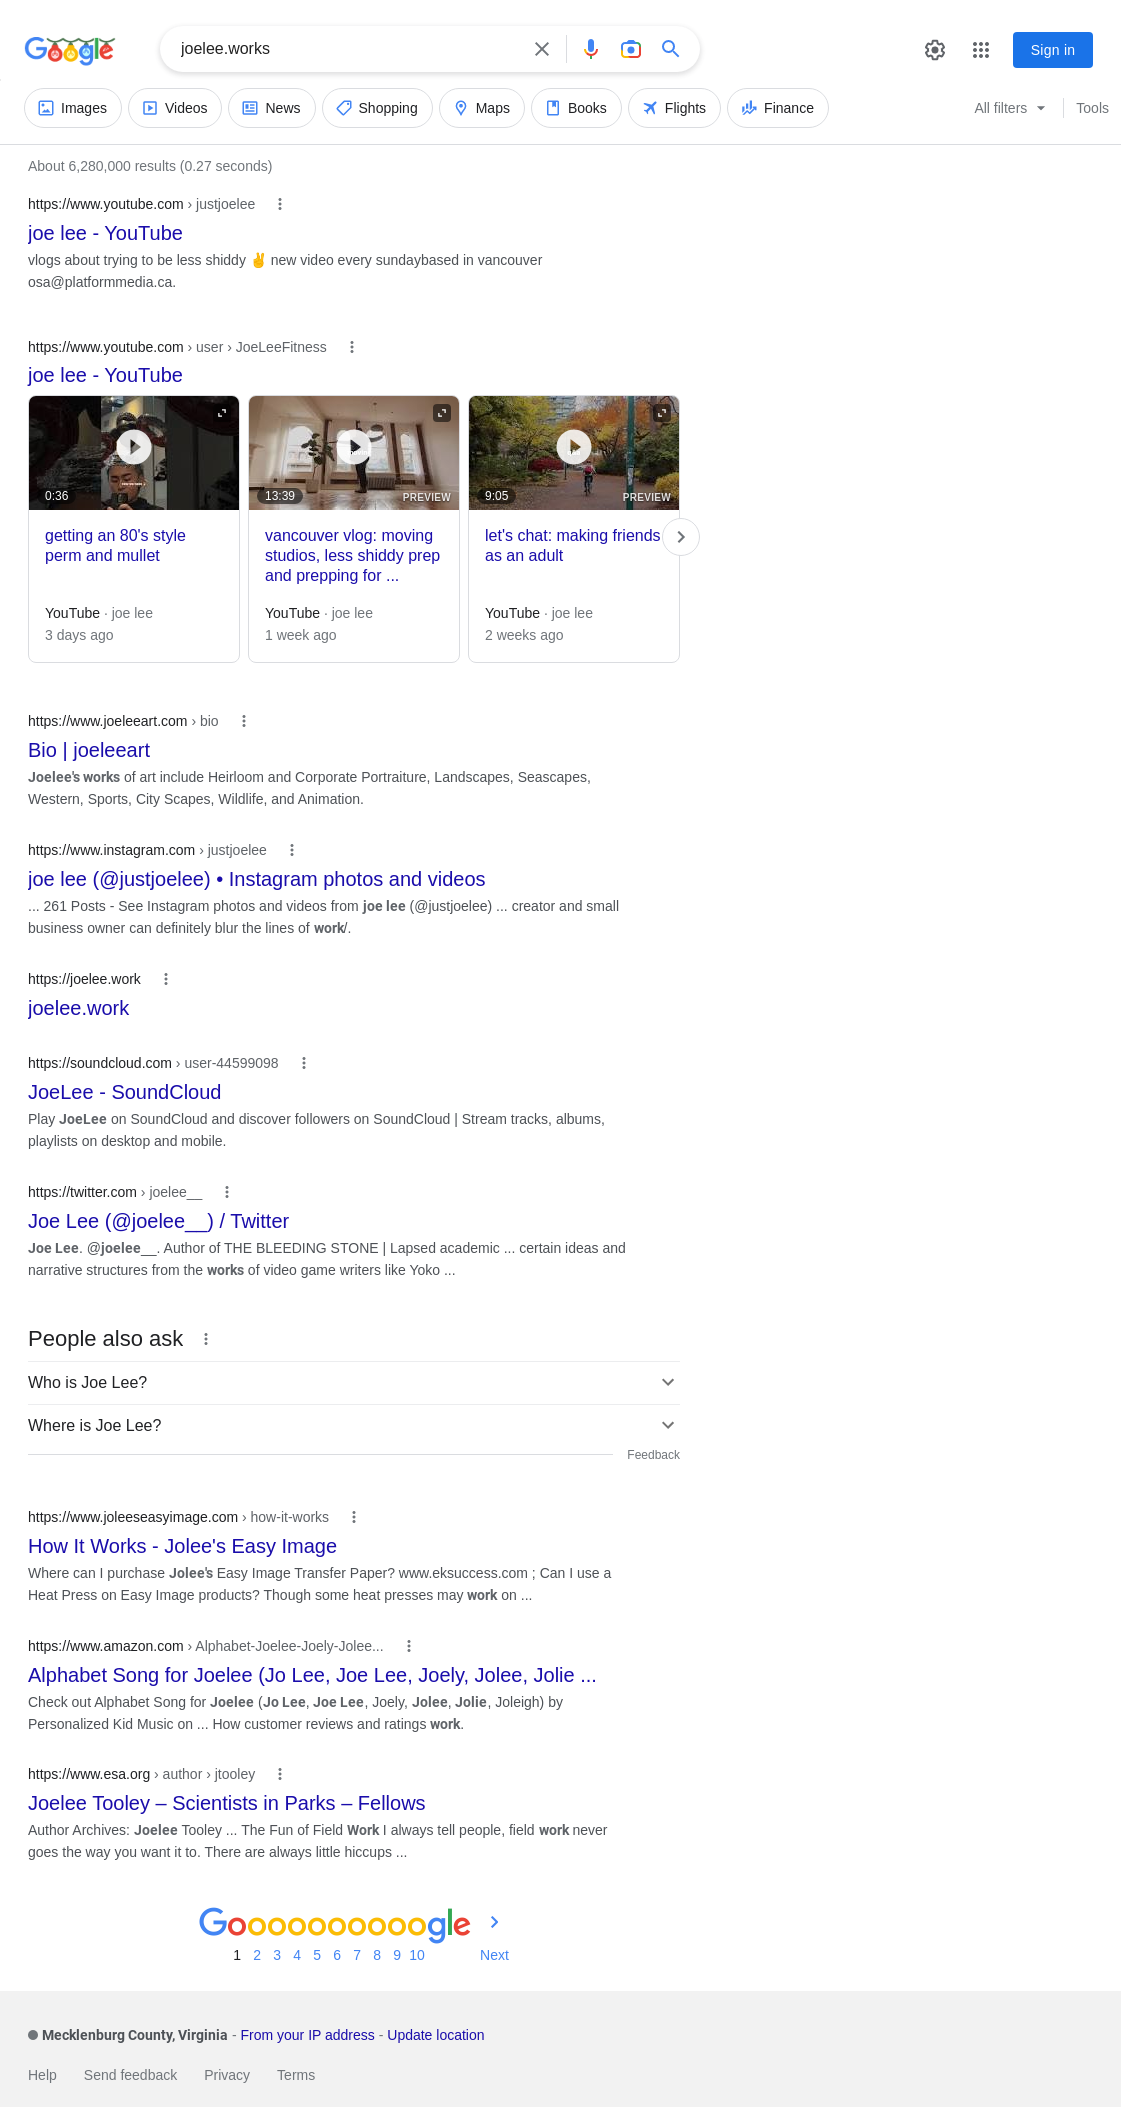 Google
joelee.works
Sign in
Images
Videos
News
Shopping
Maps
Books
Flights
Finance
All filters
Tools
About 6,280,000 results (0.27 seconds)
https://www.youtube.com › justjoelee
joe lee - YouTube
vlogs about trying to be less shiddy ✌️ new video every sundaybased in vancouver
osa@platformmedia.ca.
https://www.youtube.com › user › JoeLeeFitness
joe lee - YouTube
0:36
getting an 80's style
perm and mullet
YouTube · joe lee
3 days ago
13:39
PREVIEW
vancouver vlog: moving
studios, less shiddy prep
and prepping for ...
YouTube · joe lee
1 week ago
9:05
PREVIEW
let's chat: making friends
as an adult
YouTube · joe lee
2 weeks ago
https://www.joeleeart.com › bio
Bio | joeleeart
Joelee's works of art include Heirloom and Corporate Portraiture, Landscapes, Seascapes,
Western, Sports, City Scapes, Wildlife, and Animation.
https://www.instagram.com › justjoelee
joe lee (@justjoelee) • Instagram photos and videos
... 261 Posts - See Instagram photos and videos from joe lee (@justjoelee) ... creator and small
business owner can definitely blur the lines of work/.
https://joelee.work
joelee.work
https://soundcloud.com › user-44599098
JoeLee - SoundCloud
Play JoeLee on SoundCloud and discover followers on SoundCloud | Stream tracks, albums,
playlists on desktop and mobile.
https://twitter.com › joelee__
Joe Lee (@joelee__) / Twitter
Joe Lee. @joelee__. Author of THE BLEEDING STONE | Lapsed academic ... certain ideas and
narrative structures from the works of video game writers like Yoko ...
People also ask
Who is Joe Lee?
Where is Joe Lee?
Feedback
https://www.joleeseasyimage.com › how-it-works
How It Works - Jolee's Easy Image
Where can I purchase Jolee's Easy Image Transfer Paper? www.eksuccess.com ; Can I use a
Heat Press on Easy Image products? Though some heat presses may work on ...
https://www.amazon.com › Alphabet-Joelee-Joely-Jolee...
Alphabet Song for Joelee (Jo Lee, Joe Lee, Joely, Jolee, Jolie ...
Check out Alphabet Song for Joelee (Jo Lee, Joe Lee, Joely, Jolee, Jolie, Joleigh) by
Personalized Kid Music on ... How customer reviews and ratings work.
https://www.esa.org › author › jtooley
Joelee Tooley – Scientists in Parks – Fellows
Author Archives: Joelee Tooley ... The Fun of Field Work I always tell people, field work never
goes the way you want it to. There are always little hiccups ...
Goooooooooogle
1 2 3 4 5 6 7 8 9 10 Next
Mecklenburg County, Virginia - From your IP address - Update location
Help Send feedback Privacy Terms